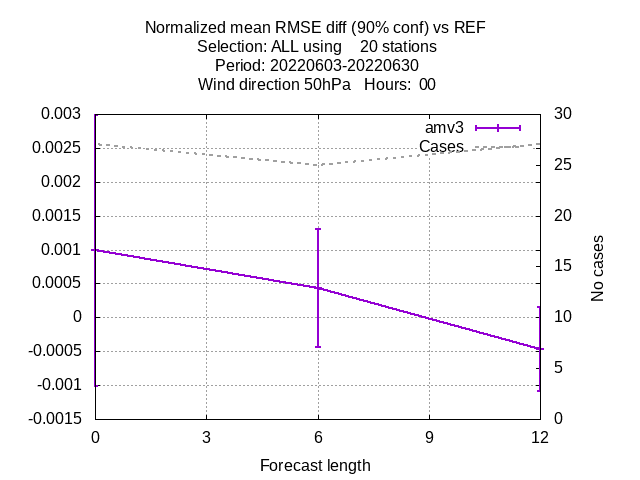 Normalized mean RMSE diff (90% conf) vs REF
Selection: ALL using    20 stations
Period: 20220603-20220630
Wind direction 50hPa   Hours:  00
0.003
0.0025
0.002
0.0015
0.001
0.0005
0
-0.0005
-0.001
-0.0015
amv3
Cases
30
25
20
15
10
5
0
No cases
0
3
6
9
12
Forecast length